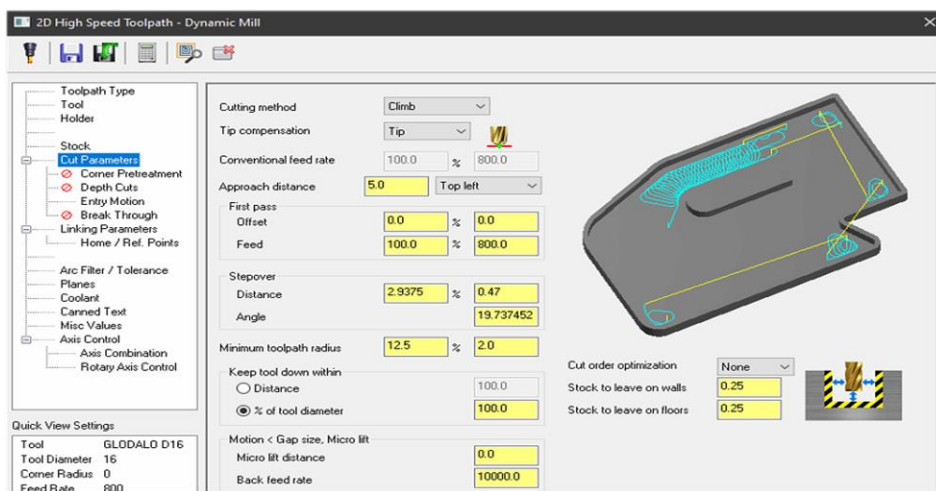 2D High Speed Toolpath - Dynamic Mill
Toolpath Type
Tool
Holder
Stock
Cut Parameters
Corner Pretreatment
Depth Cuts
Entry Motion
Break Through
Linking Parameters
Home / Ref. Points
Arc Filter / Tolerance
Planes
Coolant
Canned Text
Misc Values
Axis Control
Axis Combination
Rotary Axis Control
Quick View Settings
Tool GLODALO D16
Tool Diameter 16
Corner Radius 0
Feed Rate 800
Cutting method Climb
Tip compensation Tip
Conventional feed rate 100.0 % 800.0
Approach distance 5.0 Top left
First pass
Offset 0.0 % 0.0
Feed 100.0 % 800.0
Stepover
Distance 2.9375 % 0.47
Angle 19.737452
Minimum toolpath radius 12.5 % 2.0
Keep tool down within
Distance 100.0
% of tool diameter 100.0
Motion < Gap size, Micro lift
Micro lift distance 0.0
Back feed rate 10000.0
Cut order optimization None
Stock to leave on walls 0.25
Stock to leave on floors 0.25